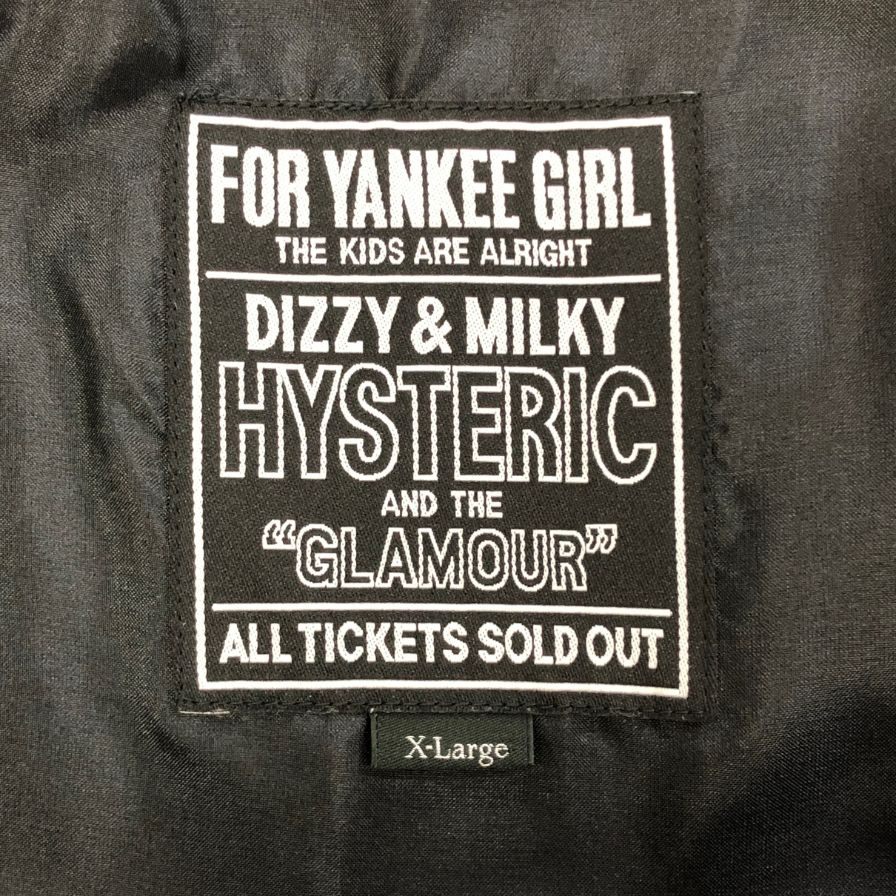 FOR YANKEE GIRL
THE KIDS ARE ALRIGHT
DIZZY & MILKY
HYSTERIC
AND THE
“GLAMOUR”
ALL TICKETS SOLD OUT
X-Large